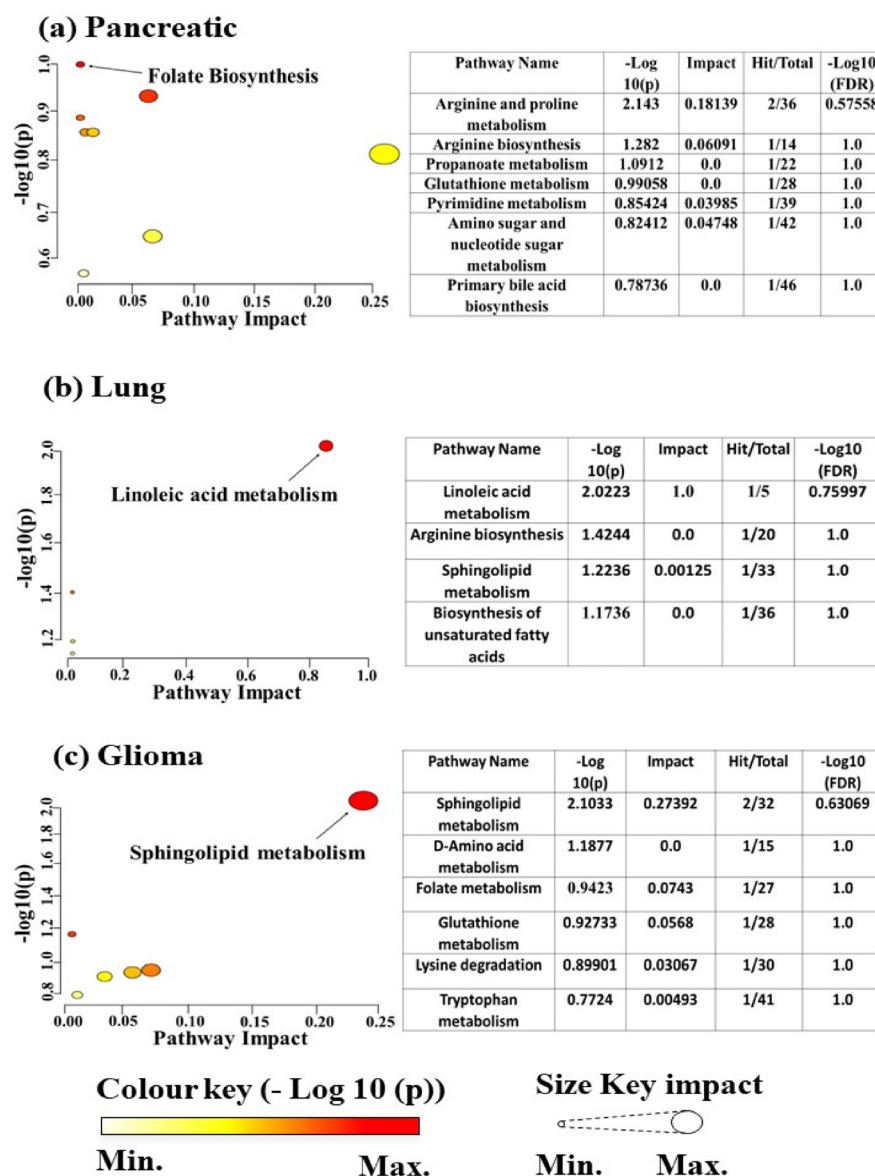 (a) Pancreatic
1.0
0.9
0.8
0.7
0.6
-log10(p)
Folate Biosynthesis
0.00 0.05 0.10 0.15 0.20 0.25
Pathway Impact
Pathway Name -Log 10(p) Impact Hit/Total -Log10 (FDR)
Arginine and proline metabolism 2.143 0.18139 2/36 0.57558
Arginine biosynthesis 1.282 0.06091 1/14 1.0
Propanoate metabolism 1.0912 0.0 1/22 1.0
Glutathione metabolism 0.99058 0.0 1/28 1.0
Pyrimidine metabolism 0.85424 0.03985 1/39 1.0
Amino sugar and nucleotide sugar metabolism 0.82412 0.04748 1/42 1.0
Primary bile acid biosynthesis 0.78736 0.0 1/46 1.0
(b) Lung
2.0
1.8
1.6
1.4
1.2
-log10(p)
Linoleic acid metabolism
0.0 0.2 0.4 0.6 0.8 1.0
Pathway Impact
Pathway Name -Log 10(p) Impact Hit/Total -Log10 (FDR)
Linoleic acid metabolism 2.0223 1.0 1/5 0.75997
Arginine biosynthesis 1.4244 0.0 1/20 1.0
Sphingolipid metabolism 1.2236 0.00125 1/33 1.0
Biosynthesis of unsaturated fatty acids 1.1736 0.0 1/36 1.0
(c) Glioma
2.0
1.8
1.6
1.4
1.2
1.0
0.8
-log10(p)
Sphingolipid metabolism
0.00 0.05 0.10 0.15 0.20 0.25
Pathway Impact
Pathway Name -Log 10(p) Impact Hit/Total -Log10 (FDR)
Sphingolipid metabolism 2.1033 0.27392 2/32 0.63069
D-Amino acid metabolism 1.1877 0.0 1/15 1.0
Folate metabolism 0.9423 0.0743 1/27 1.0
Glutathione metabolism 0.92733 0.0568 1/28 1.0
Lysine degradation 0.89901 0.03067 1/30 1.0
Tryptophan metabolism 0.7724 0.00493 1/41 1.0
Colour key (- Log 10 (p))
Min. Max.
Size Key impact
Min. Max.